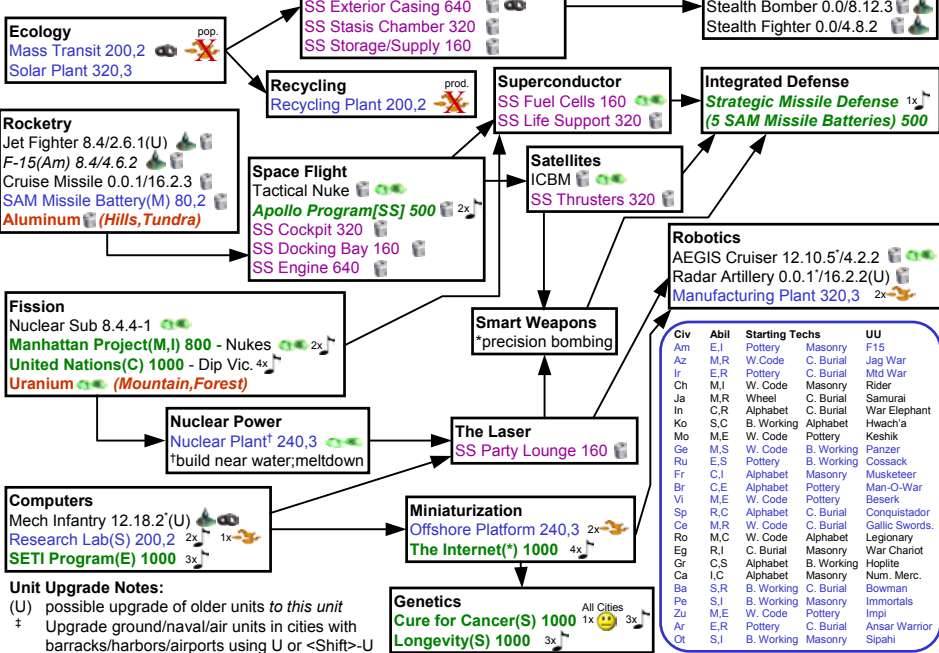 SS Exterior Casing 640
SS Stasis Chamber 320
SS Storage/Supply 160
Stealth Bomber 0.0/8.12.3
Stealth Fighter 0.0/4.8.2
Ecology
pop.
Mass Transit 200,2
Solar Plant 320,3
Recycling
prod.
Recycling Plant 200,2
Superconductor
SS Fuel Cells 160
SS Life Support 320
Integrated Defense
Strategic Missile Defense 1x
(5 SAM Missile Batteries) 500
Rocketry
Jet Fighter 8.4/2.6.1(U)
F-15(Am) 8.4/4.6.2
Cruise Missile 0.0.1/16.2.3
SAM Missile Battery(M) 80,2
Aluminum (Hills,Tundra)
Space Flight
Tactical Nuke
Apollo Program[SS] 500 2x
SS Cockpit 320
SS Docking Bay 160
SS Engine 640
Satellites
ICBM
SS Thrusters 320
Robotics
AEGIS Cruiser 12.10.5*/4.2.2
Radar Artillery 0.0.1*/16.2.2(U)
Manufacturing Plant 320,3 2x
Fission
Nuclear Sub 8.4.4-1
Manhattan Project(M,I) 800 - Nukes 2x
United Nations(C) 1000 - Dip Vic. 4x
Uranium (Mountain,Forest)
Smart Weapons
*precision bombing
Nuclear Power
Nuclear Plant† 240,3
†build near water;meltdown
The Laser
SS Party Lounge 160
Computers
Mech Infantry 12.18.2*(U)
Research Lab(S) 200,2 2x 1x
SETI Program(E) 1000 3x
Miniaturization
Offshore Platform 240,3 2x
The Internet(*) 1000 4x
Genetics
All Cities
Cure for Cancer(S) 1000 1x 3x
Longevity(S) 1000 3x
Unit Upgrade Notes:
(U) possible upgrade of older units to this unit
‡ Upgrade ground/naval/air units in cities with
barracks/harbors/airports using U or <Shift>-U
Civ Abil Starting Techs UU
Am E,I Pottery Masonry F15
Az M,R W.Code C. Burial Jag War
Ir E,R Pottery C. Burial Mtd War
Ch M,I W. Code Masonry Rider
Ja M,R Wheel C. Burial Samurai
In C,R Alphabet C. Burial War Elephant
Ko S,C B. Working Alphabet Hwach'a
Mo M,E W. Code Pottery Keshik
Ge M,S W. Code B. Working Panzer
Ru E,S Pottery B. Working Cossack
Fr C,I Alphabet Masonry Musketeer
Br C,E Alphabet Pottery Man-O-War
Vi M,E W. Code Pottery Beserk
Sp R,C Alphabet C. Burial Conquistador
Ce M,R W. Code C. Burial Gallic Swords.
Ro M,C W. Code Alphabet Legionary
Eg R,I C. Burial Masonry War Chariot
Gr C,S Alphabet B. Working Hoplite
Ca I,C Alphabet Masonry Num. Merc.
Ba S,R B. Working C. Burial Bowman
Pe S,I B. Working Masonry Immortals
Zu M,E W. Code Pottery Impi
Ar E,R Pottery C. Burial Ansar Warrior
Ot S,I B. Working Masonry Sipahi